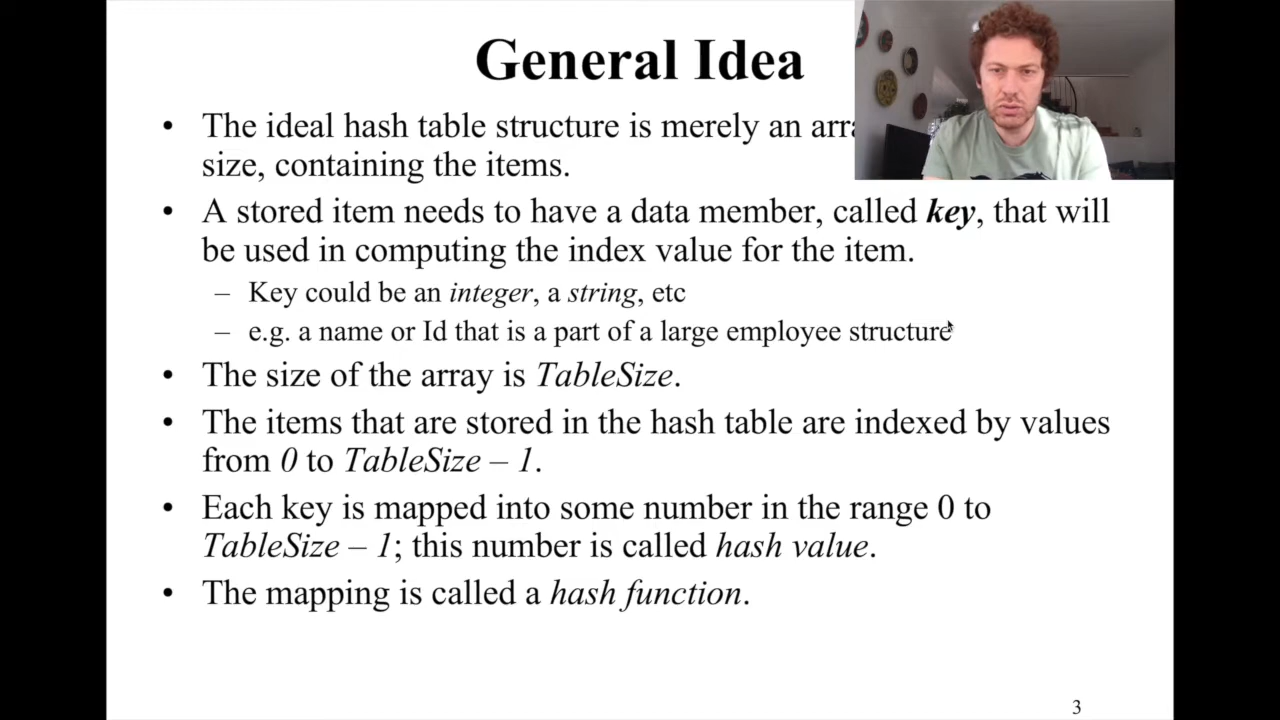 General Idea
• The ideal hash table structure is merely an
size, containing the items.
• A stored item needs to have a data member, called key, that will
be used in computing the index value for the item.
– Key could be an integer, a string, etc
– e.g. a name or Id that is a part of a large employee structure
• The size of the array is TableSize.
• The items that are stored in the hash table are indexed by values
from 0 to TableSize – 1.
• Each key is mapped into some number in the range 0 to
TableSize – 1; this number is called hash value.
• The mapping is called a hash function.
3